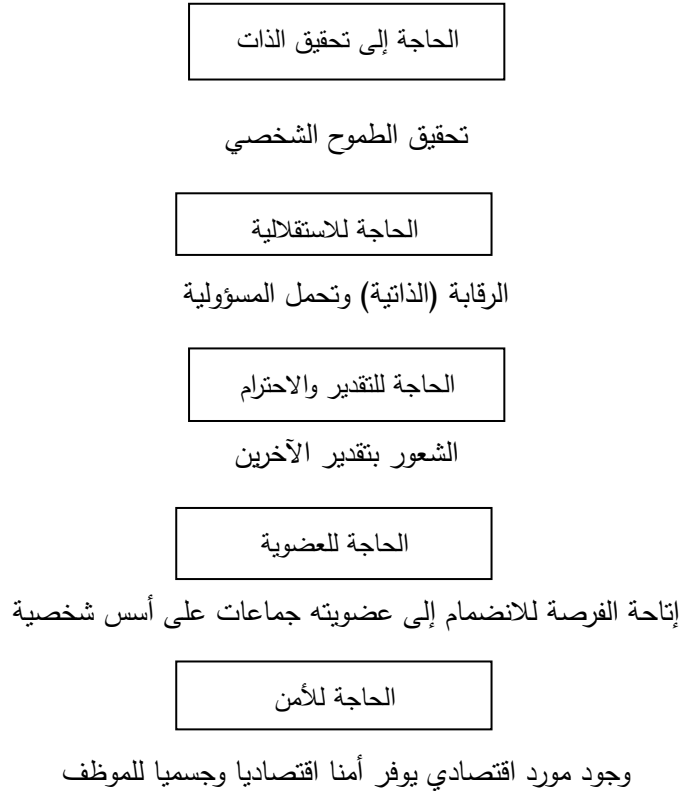 الحاجة إلى تحقيق الذات
تحقيق الطموح الشخصي
الحاجة للاستقلالية
الرقابة (الذاتية) وتحمل المسؤولية
الحاجة للتقدير والاحترام
الشعور بتقدير الآخرين
الحاجة للعضوية
إتاحة الفرصة للانضمام إلى عضويته جماعات على أسس شخصية
الحاجة للأمن
وجود مورد اقتصادي يوفر أمنا اقتصاديا وجسميا للموظف